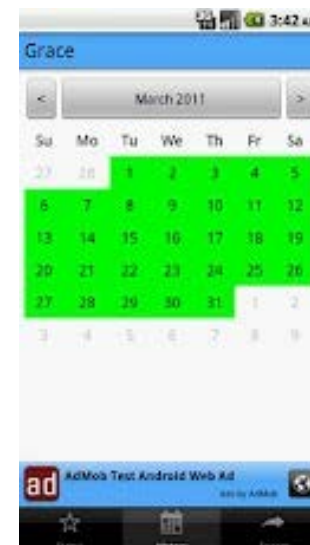 3:42
Grace
< March 2011 >
Su Mo Tu We Th Fr Sa
27 28 1 2 3 4 5
6 7 8 9 10 11 12
13 14 15 16 17 18 19
20 21 22 23 24 25 26
27 28 29 30 31 1 2
3 4 5 6 7 8 9
ad AdMob Test Android Web Ad
Ads by AdMob